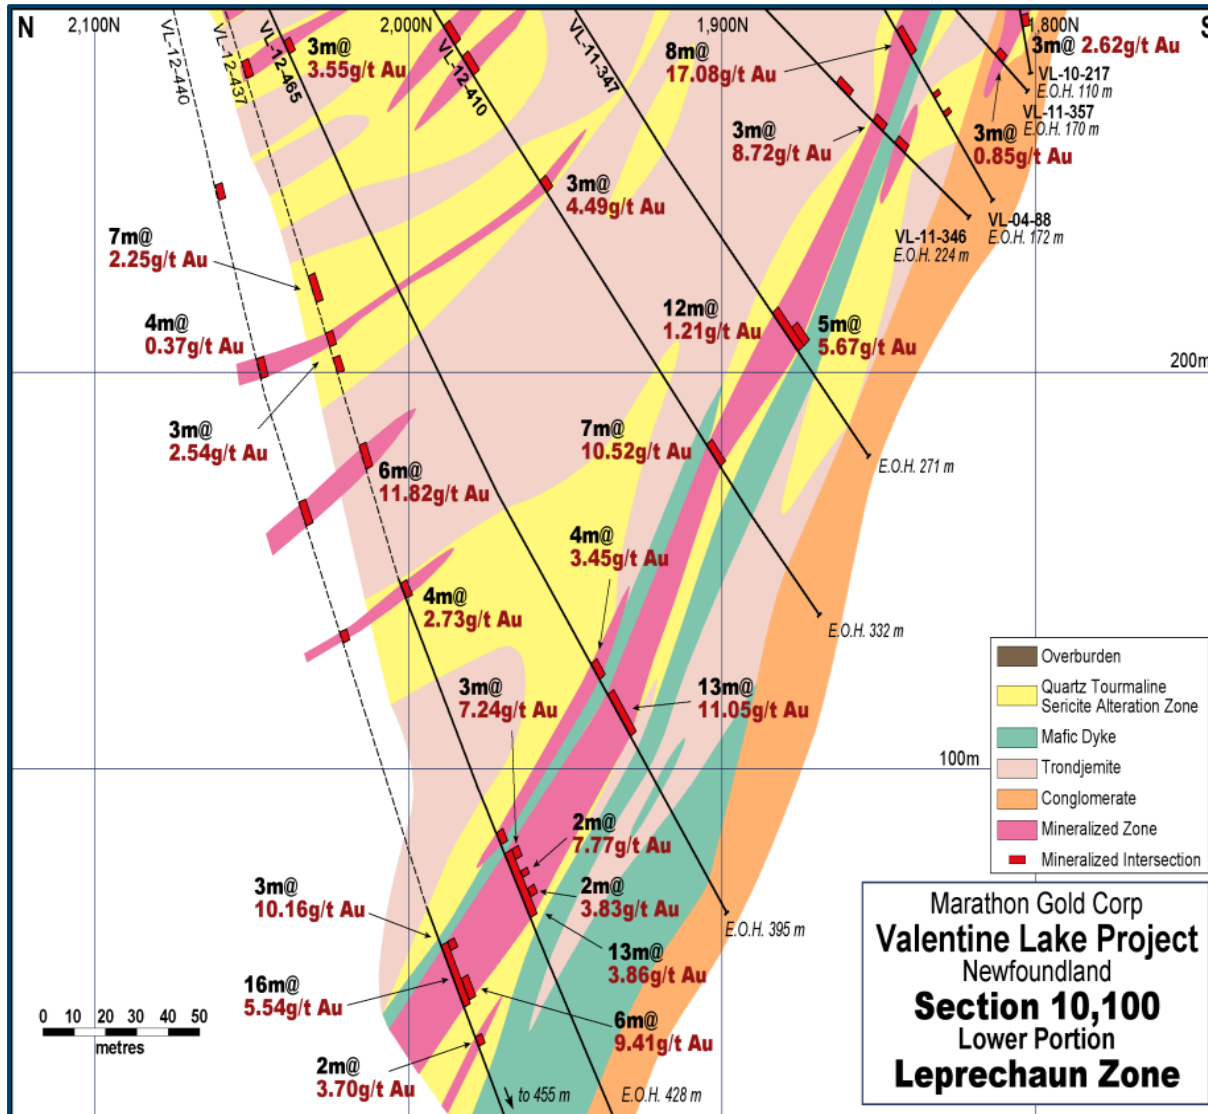 N
2,100N
2,000N
1,900N
1,800N
S
VL-12-440
VL-12-437
VL-12-465
VL-12-410
VL-11-347
3m@
3.55g/t Au
8m@
17.08g/t Au
3m@ 2.62g/t Au
VL-10-217
E.O.H. 110 m
VL-11-357
E.O.H. 170 m
3m@
8.72g/t Au
3m@
0.85g/t Au
3m@
4.49g/t Au
VL-04-88
E.O.H. 172 m
VL-11-346
E.O.H. 224 m
7m@
2.25g/t Au
4m@
0.37g/t Au
12m@
1.21g/t Au
5m@
5.67g/t Au
200m
3m@
2.54g/t Au
6m@
11.82g/t Au
7m@
10.52g/t Au
E.O.H. 271 m
4m@
3.45g/t Au
4m@
2.73g/t Au
E.O.H. 332 m
3m@
7.24g/t Au
13m@
11.05g/t Au
100m
2m@
7.77g/t Au
2m@
3.83g/t Au
3m@
10.16g/t Au
E.O.H. 395 m
13m@
3.86g/t Au
16m@
5.54g/t Au
6m@
9.41g/t Au
2m@
3.70g/t Au
to 455 m
E.O.H. 428 m
0 10 20 30 40 50
metres
Overburden
Quartz Tourmaline
Sericite Alteration Zone
Mafic Dyke
Trondjemite
Conglomerate
Mineralized Zone
Mineralized Intersection
Marathon Gold Corp
Valentine Lake Project
Newfoundland
Section 10,100
Lower Portion
Leprechaun Zone